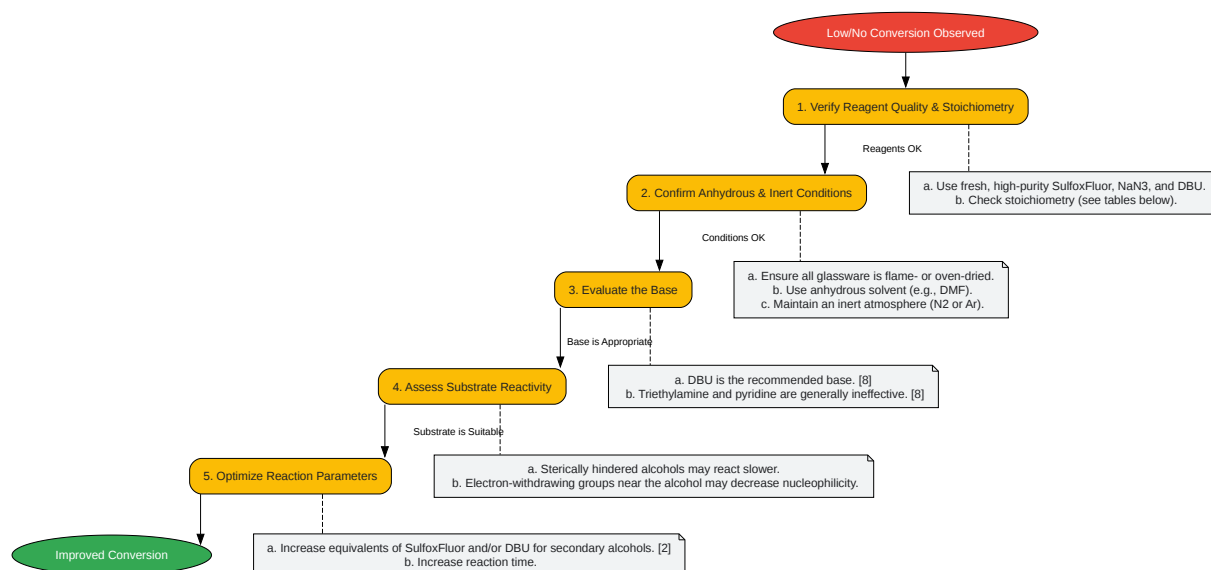 Low/No Conversion Observed
1. Verify Reagent Quality & Stoichiometry
Reagents OK
a. Use fresh, high-purity SulfoxFluor, NaN3, and DBU.
b. Check stoichiometry (see tables below).
2. Confirm Anhydrous & Inert Conditions
Conditions OK
a. Ensure all glassware is flame- or oven-dried.
b. Use anhydrous solvent (e.g., DMF).
c. Maintain an inert atmosphere (N2 or Ar).
3. Evaluate the Base
Base is Appropriate
a. DBU is the recommended base. [8]
b. Triethylamine and pyridine are generally ineffective. [8]
4. Assess Substrate Reactivity
Substrate is Suitable
a. Sterically hindered alcohols may react slower.
b. Electron-withdrawing groups near the alcohol may decrease nucleophilicity.
5. Optimize Reaction Parameters
a. Increase equivalents of SulfoxFluor and/or DBU for secondary alcohols. [2]
b. Increase reaction time.
Improved Conversion